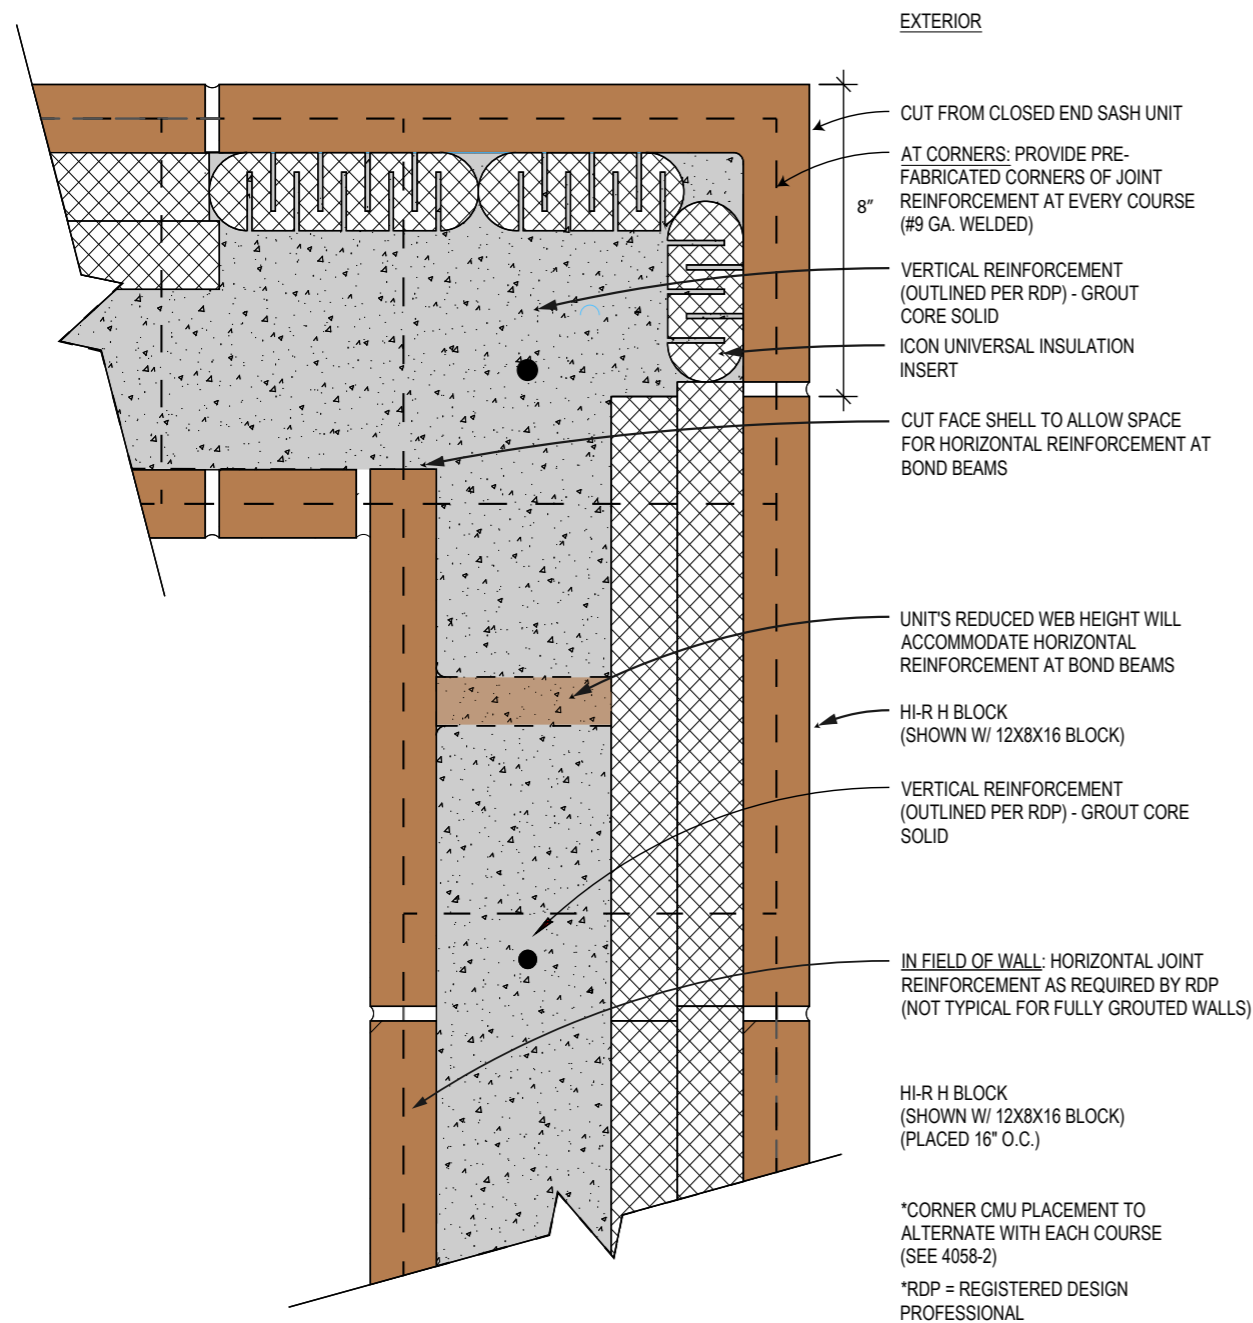 EXTERIOR
CUT FROM CLOSED END SASH UNIT
AT CORNERS: PROVIDE PRE-
FABRICATED CORNERS OF JOINT
REINFORCEMENT AT EVERY COURSE
(#9 GA. WELDED)
8"
VERTICAL REINFORCEMENT
(OUTLINED PER RDP) - GROUT
CORE SOLID
ICON UNIVERSAL INSULATION
INSERT
CUT FACE SHELL TO ALLOW SPACE
FOR HORIZONTAL REINFORCEMENT AT
BOND BEAMS
UNIT'S REDUCED WEB HEIGHT WILL
ACCOMMODATE HORIZONTAL
REINFORCEMENT AT BOND BEAMS
HI-R H BLOCK
(SHOWN W/ 12X8X16 BLOCK)
VERTICAL REINFORCEMENT
(OUTLINED PER RDP) - GROUT CORE
SOLID
IN FIELD OF WALL: HORIZONTAL JOINT
REINFORCEMENT AS REQUIRED BY RDP
(NOT TYPICAL FOR FULLY GROUTED WALLS)
HI-R H BLOCK
(SHOWN W/ 12X8X16 BLOCK)
(PLACED 16" O.C.)
*CORNER CMU PLACEMENT TO
ALTERNATE WITH EACH COURSE
(SEE 4058-2)
*RDP = REGISTERED DESIGN
PROFESSIONAL